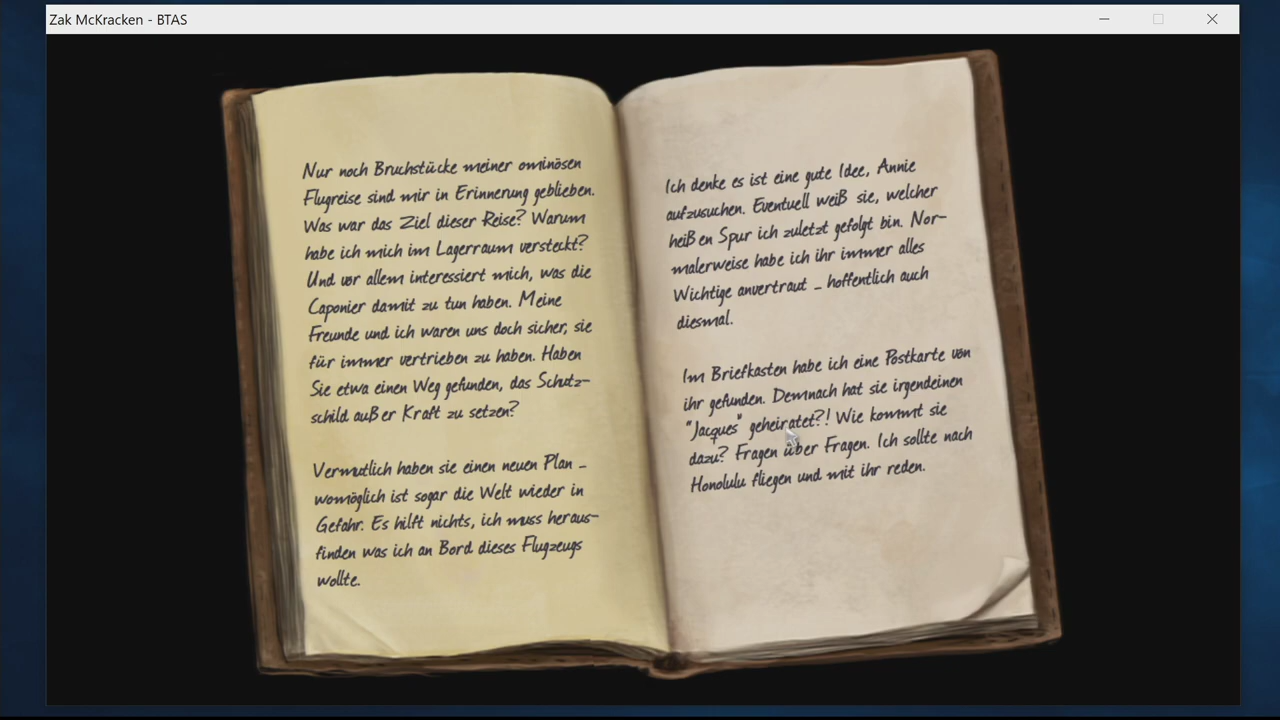 Zak McKracken - BTAS
Nur noch Bruchstücke meiner ominösen
Flugreise sind mir in Erinnerung geblieben.
Was war das Ziel dieser Reise? Warum
habe ich mich im Lagerraum versteckt?
Und vor allem interessiert mich, was die
Caponier damit zu tun haben. Meine
Freunde und ich waren uns doch sicher, sie
für immer vertrieben zu haben. Haben
Sie etwa einen Weg gefunden, das Schutz-
schild außer Kraft zu setzen?
Vermutlich haben sie einen neuen Plan -
womöglich ist sogar die Welt wieder in
Gefahr. Es hilft nichts, ich muss heraus-
finden was ich an Bord dieses Flugzeugs
wollte.
Ich denke es ist eine gute Idee, Annie
aufzusuchen. Eventuell weiß sie, welcher
heißen Spur ich zuletzt gefolgt bin. Nor-
malerweise habe ich ihr immer alles
Wichtige anvertraut - hoffentlich auch
diesmal.
Im Briefkasten habe ich eine Postkarte von
ihr gefunden. Demnach hat sie irgendeinen
"Jacques" geheiratet?! Wie kommt sie
dazu? Fragen über Fragen. Ich sollte nach
Honolulu fliegen und mit ihr reden.